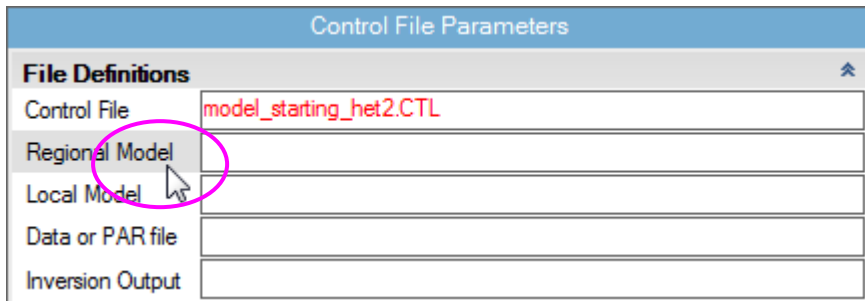 Control File Parameters
File Definitions
Control File model_starting_het2.CTL
Regional Model
Local Model
Data or PAR file
Inversion Output